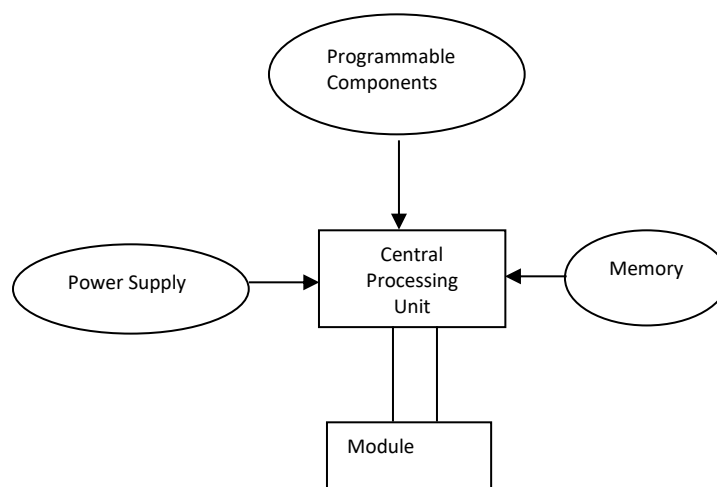 Programmable
Components
Central
Processing
Unit
Power Supply
Memory
Module